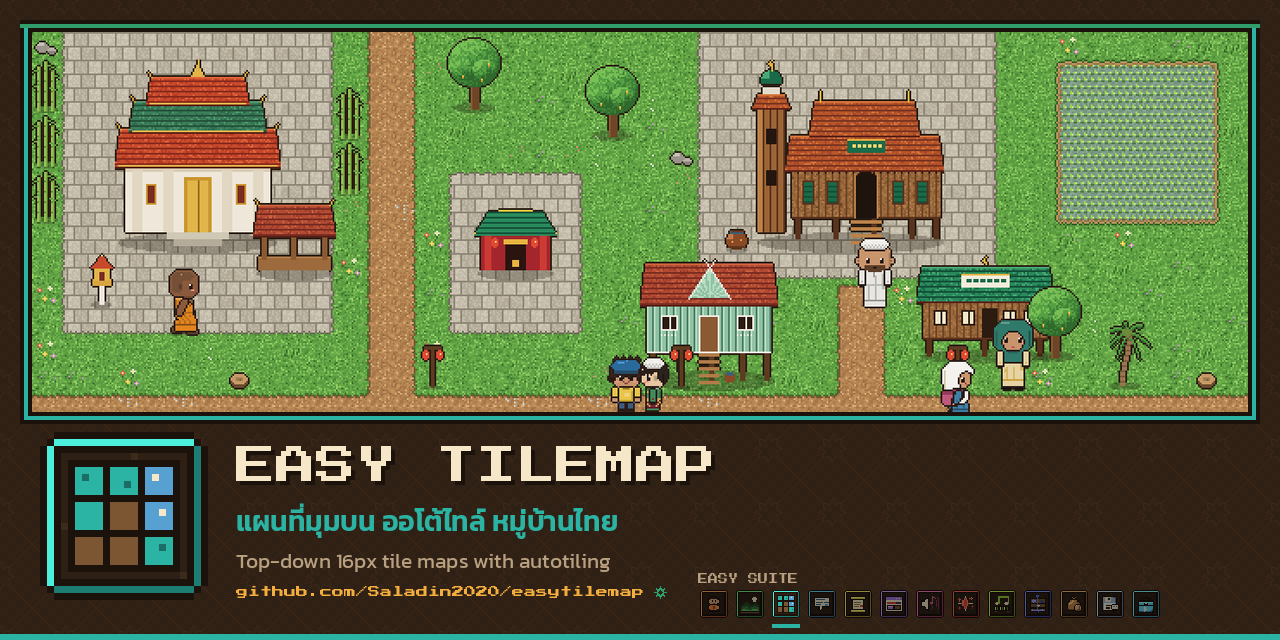 EASY TILEMAP
แผนที่มุมบน ออโต้ไทล์ หมู่บ้านไทย
Top-down 16px tile maps with autotiling
github.com/Saladin2020/easytilemap
EASY SUITE